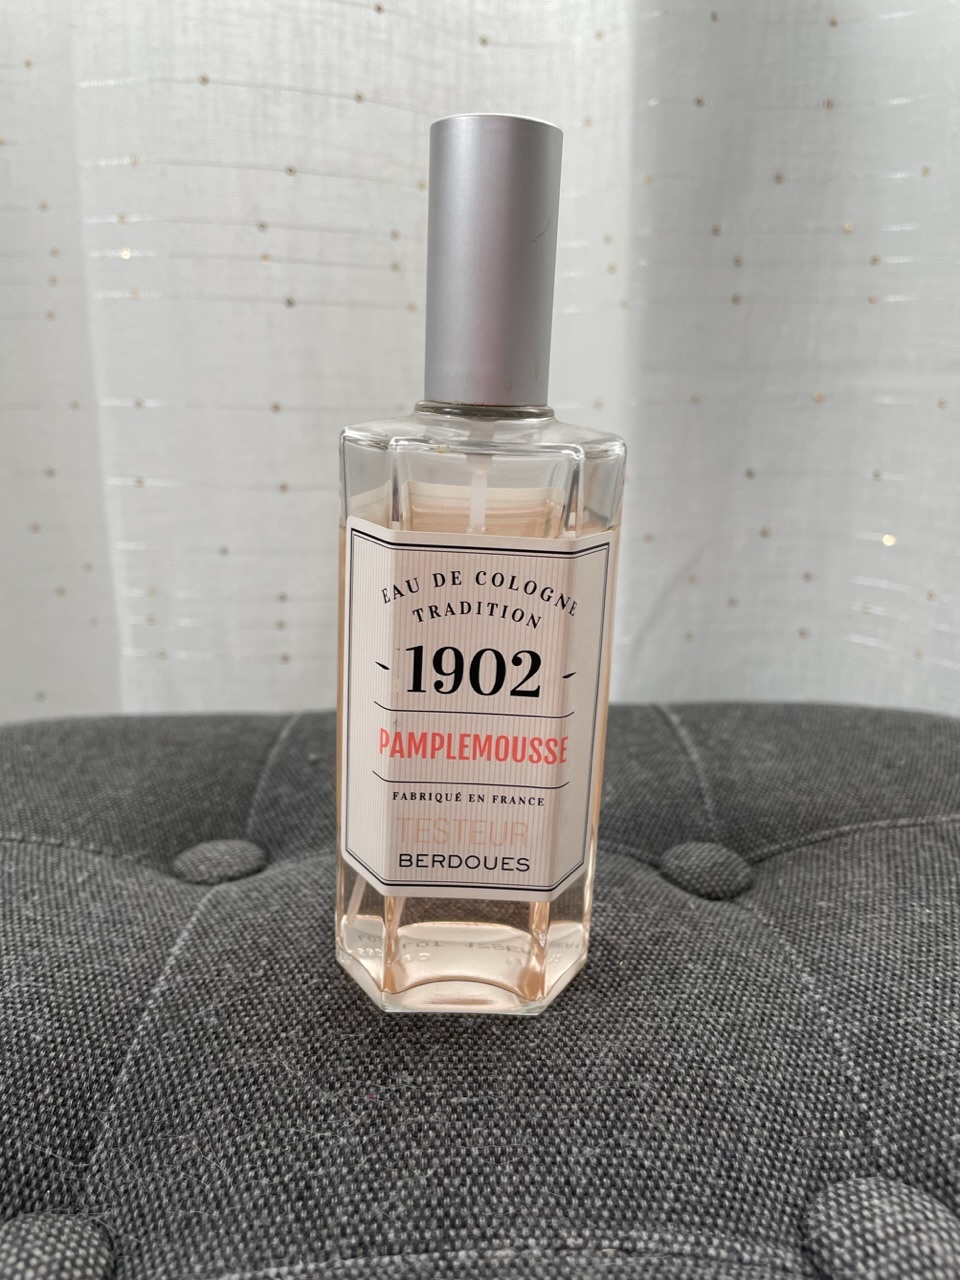 EAU DE COLOGNE
TRADITION
1902
PAMPLEMOUSSE
FABRIQUÉ EN FRANCE
TESTEUR
BERDOUES